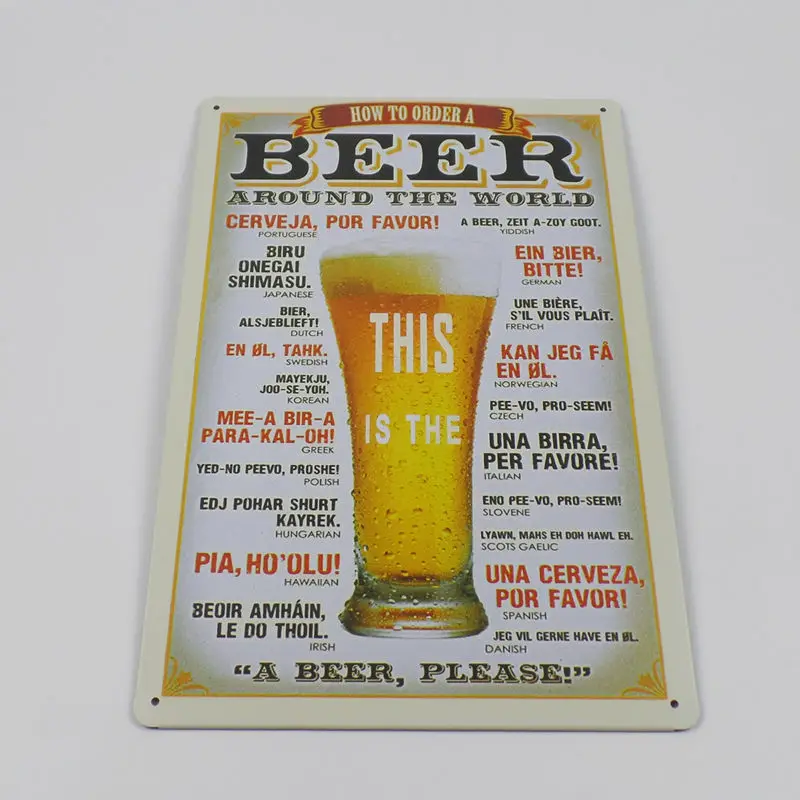 HOW TO ORDER A
BEER
AROUND THE WORLD
CERVEJA, POR FAVOR!
PORTUGUESE
BIRU
ONEGAI
SHIMASU.
JAPANESE
BIER,
ALSJEBLIEFT!
DUTCH
EN ØL, TAHK.
SWEDISH
MAYEKJU,
JOO-SE-YOH.
KOREAN
MEE-A BIR-A
PARA-KAL-OH!
GREEK
YED-NO PEEVO, PROSHE!
POLISH
EDJ POHAR SHURT
KAYREK.
HUNGARIAN
PIA, HO'OLU!
HAWAIIAN
BEOIR AMHÁIN,
LE DO THOIL.
IRISH
THIS
IS THE
A BEER, ZEIT A-ZOY GOOT.
YIDDISH
EIN BIER,
BITTE!
GERMAN
UNE BIÈRE,
S'IL VOUS PLAÎT.
FRENCH
KAN JEG FÅ
EN ØL.
NORWEGIAN
PEE-VO, PRO-SEEM!
CZECH
UNA BIRRA,
PER FAVORÉ!
ITALIAN
ENO PEE-VO, PRO-SEEM!
SLOVENE
LYAWN, MAHS EH DOH HAWL EH.
SCOTS GAELIC
UNA CERVEZA,
POR FAVOR!
SPANISH
JEG VIL GERNE HAVE EN ØL.
DANISH
"A BEER, PLEASE!"